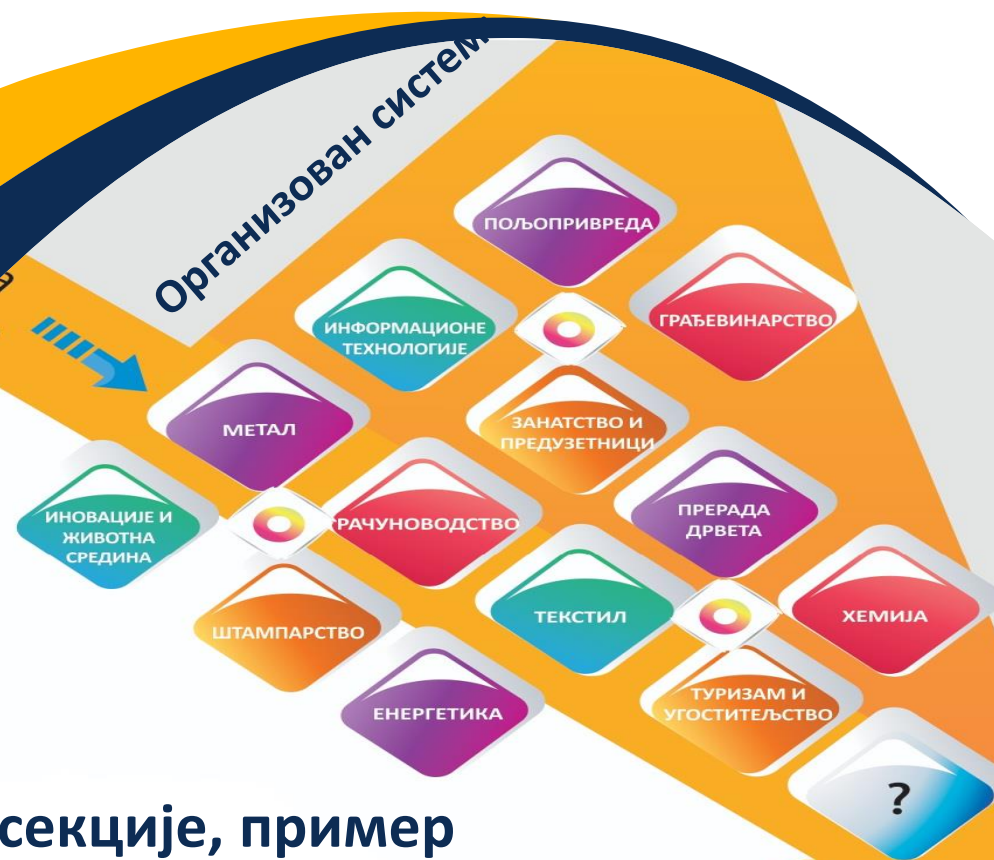 Организован систем
ПОЉОПРИВРЕДА
ИНФОРМАЦИОНЕ
ТЕХНОЛОГИЈЕ
ГРАЂЕВИНАРСТВО
МЕТАЛ
ЗАНАТСТВО И
ПРЕДУЗЕТНИЦИ
ИНОВАЦИЈЕ И
ЖИВОТНА
СРЕДИНА
РАЧУНОВОДСТВО
ПРЕРАДА
ДРВЕТА
ШТАМПАРСТВО
ТЕКСТИЛ
ХЕМИЈА
ЕНЕРГЕТИКА
ТУРИЗАМ И
УГОСТИТЕЉСТВО
?
секције, пример